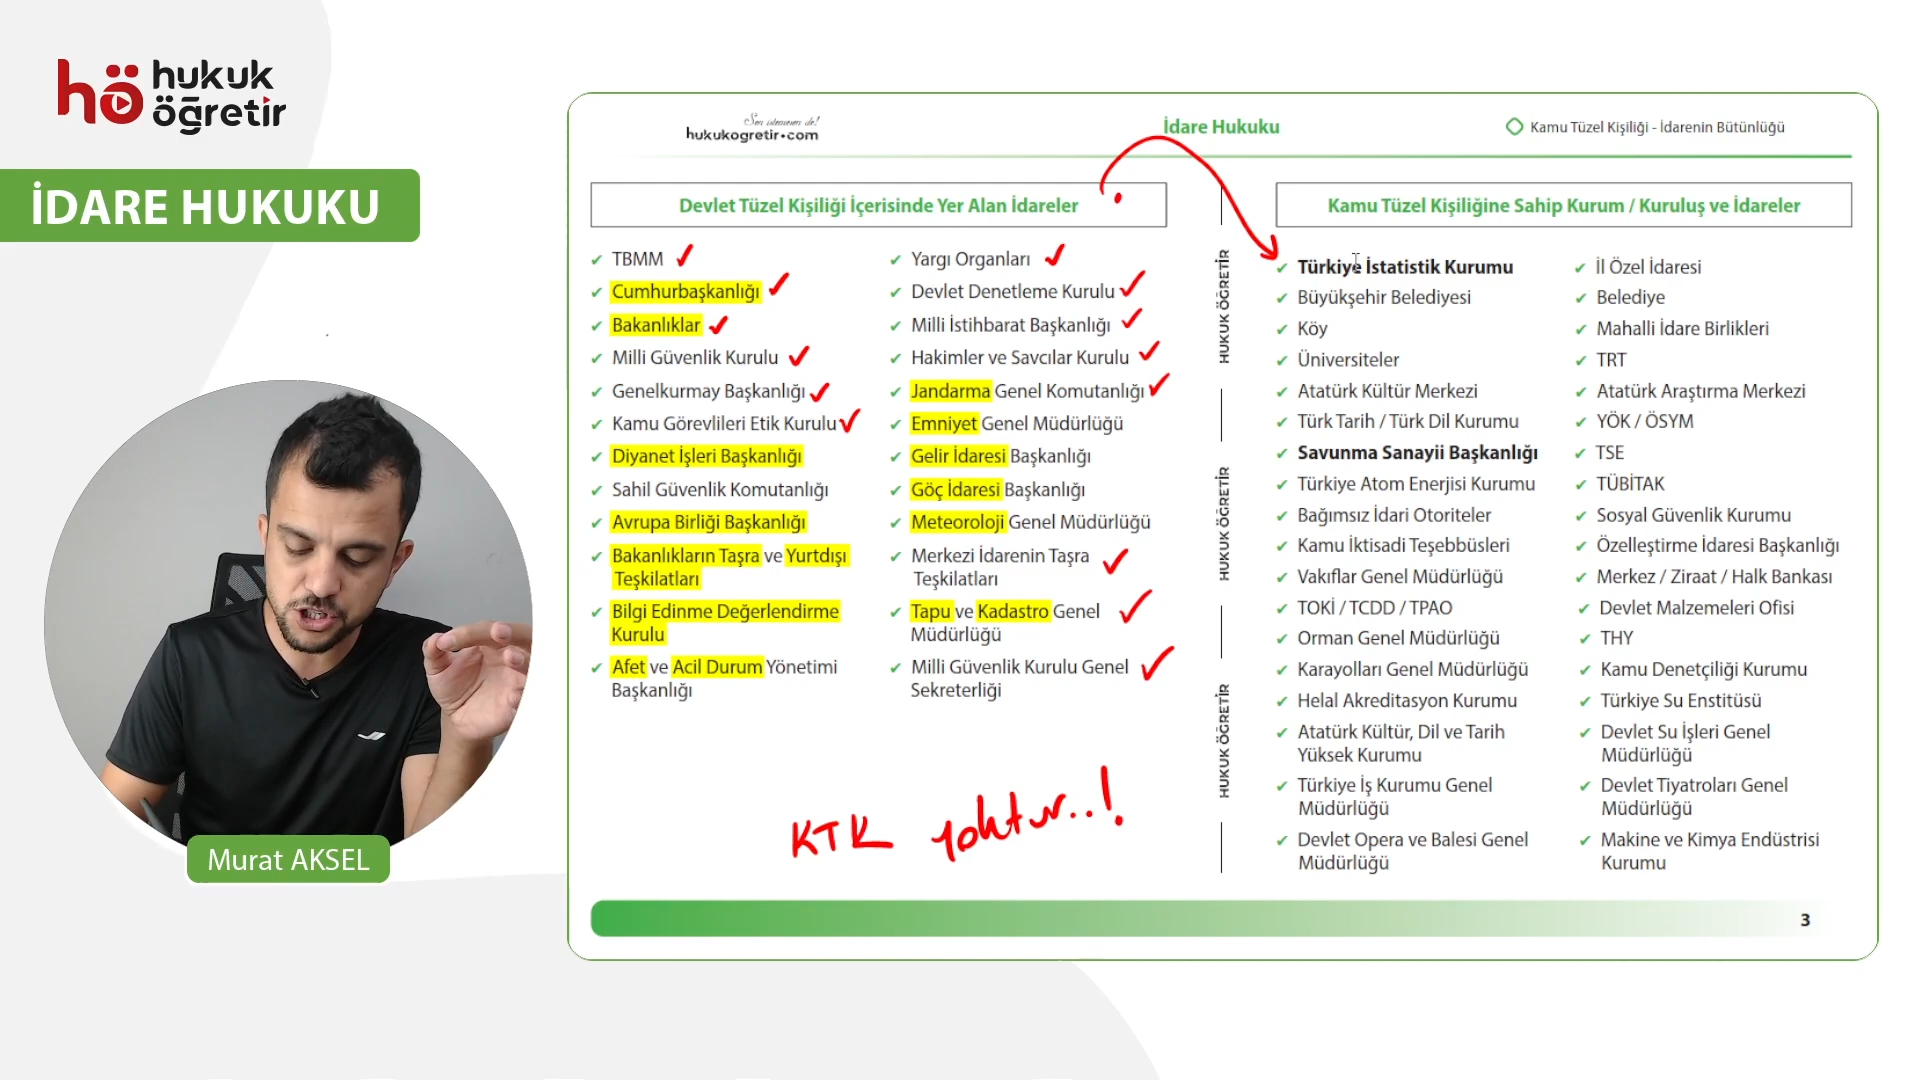 hö hukuk
öğretir
İDARE HUKUKU
Murat AKSEL
Sen istemenin de!
hukukogretir•com
İdare Hukuku
Kamu Tüzel Kişiliği - İdarenin Bütünlüğü
Devlet Tüzel Kişiliği İçerisinde Yer Alan İdareler
TBMM
Cumhurbaşkanlığı
Bakanlıklar
Milli Güvenlik Kurulu
Genelkurmay Başkanlığı
Kamu Görevlileri Etik Kurulu
Diyanet İşleri Başkanlığı
Sahil Güvenlik Komutanlığı
Avrupa Birliği Başkanlığı
Bakanlıkların Taşra ve Yurtdışı
Teşkilatları
Bilgi Edinme Değerlendirme
Kurulu
Afet ve Acil Durum Yönetimi
Başkanlığı
Yargı Organları
Devlet Denetleme Kurulu
Milli İstihbarat Başkanlığı
Hakimler ve Savcılar Kurulu
Jandarma Genel Komutanlığı
Emniyet Genel Müdürlüğü
Gelir İdaresi Başkanlığı
Göç İdaresi Başkanlığı
Meteoroloji Genel Müdürlüğü
Merkezi İdarenin Taşra
Teşkilatları
Tapu ve Kadastro Genel
Müdürlüğü
Milli Güvenlik Kurulu Genel
Sekreterliği
KTK yoktur..!
HUKUK ÖĞRETİR
HUKUK ÖĞRETİR
HUKUK ÖĞRETİR
Kamu Tüzel Kişiliğine Sahip Kurum / Kuruluş ve İdareler
Türkiye İstatistik Kurumu
Büyükşehir Belediyesi
Köy
Üniversiteler
Atatürk Kültür Merkezi
Türk Tarih / Türk Dil Kurumu
Savunma Sanayii Başkanlığı
Türkiye Atom Enerjisi Kurumu
Bağımsız İdari Otoriteler
Kamu İktisadi Teşebbüsleri
Vakıflar Genel Müdürlüğü
TOKİ / TCDD / TPAO
Orman Genel Müdürlüğü
Karayolları Genel Müdürlüğü
Helal Akreditasyon Kurumu
Atatürk Kültür, Dil ve Tarih
Yüksek Kurumu
Türkiye İş Kurumu Genel
Müdürlüğü
Devlet Opera ve Balesi Genel
Müdürlüğü
İl Özel İdaresi
Belediye
Mahalli İdare Birlikleri
TRT
Atatürk Araştırma Merkezi
YÖK / ÖSYM
TSE
TÜBİTAK
Sosyal Güvenlik Kurumu
Özelleştirme İdaresi Başkanlığı
Merkez / Ziraat / Halk Bankası
Devlet Malzemeleri Ofisi
THY
Kamu Denetçiliği Kurumu
Türkiye Su Enstitüsü
Devlet Su İşleri Genel
Müdürlüğü
Devlet Tiyatroları Genel
Müdürlüğü
Makine ve Kimya Endüstrisi
Kurumu
3